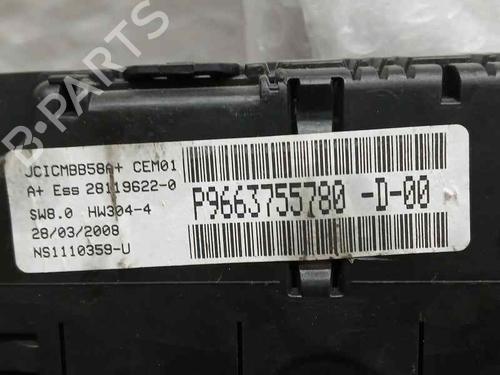 B-PARTS
JCICMBB58A+ CEM01
A+ Ess 28119622-0
SW8.0 HW304-4
28/03/2008
NS1110359-U
P9663755780 -D-00